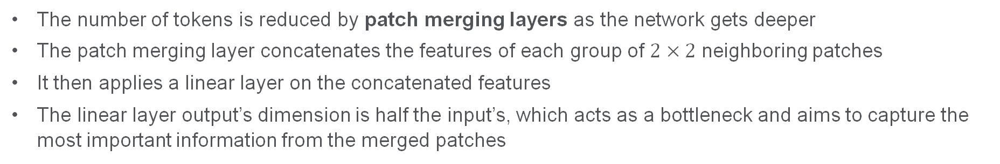 • The number of tokens is reduced by patch merging layers as the network gets deeper
• The patch merging layer concatenates the features of each group of 2 × 2 neighboring patches
• It then applies a linear layer on the concatenated features
• The linear layer output’s dimension is half the input’s, which acts as a bottleneck and aims to capture the
most important information from the merged patches